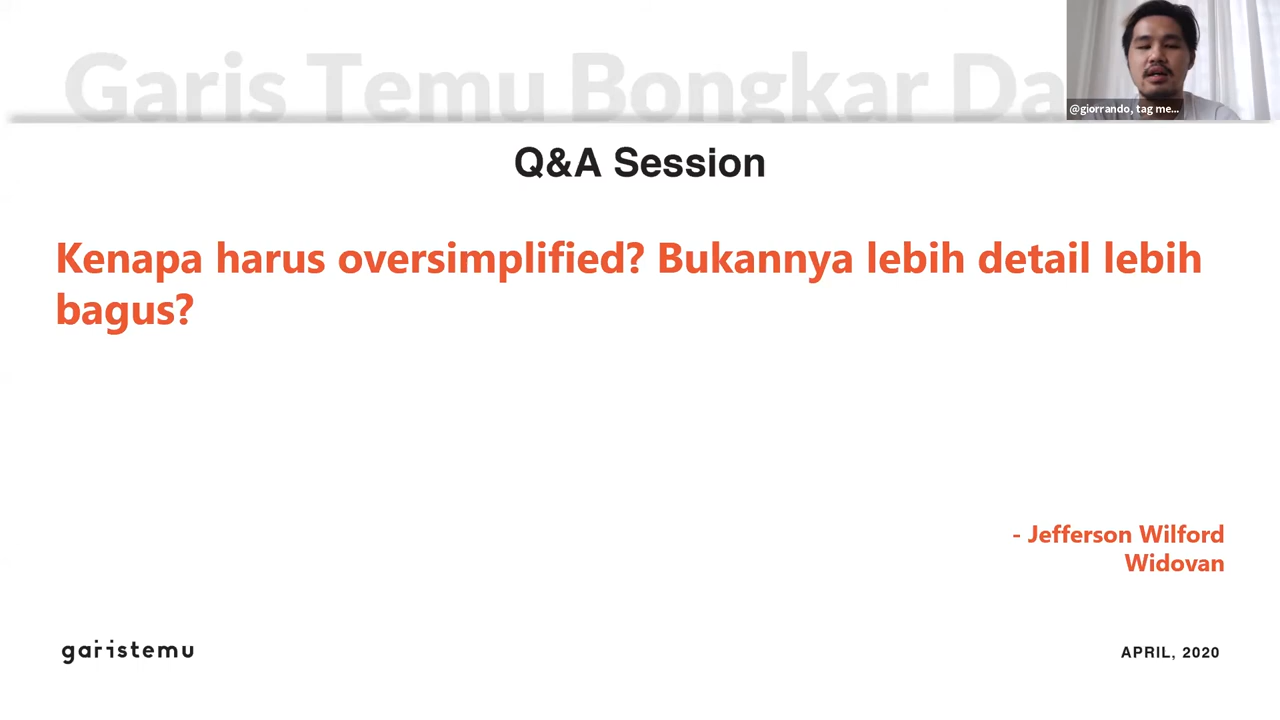 Garis Temu Bongkar Da
@giorrando, tag me...
Q&A Session
Kenapa harus oversimplified? Bukannya lebih detail lebih
bagus?
- Jefferson Wilford
Widovan
garistemu
APRIL, 2020